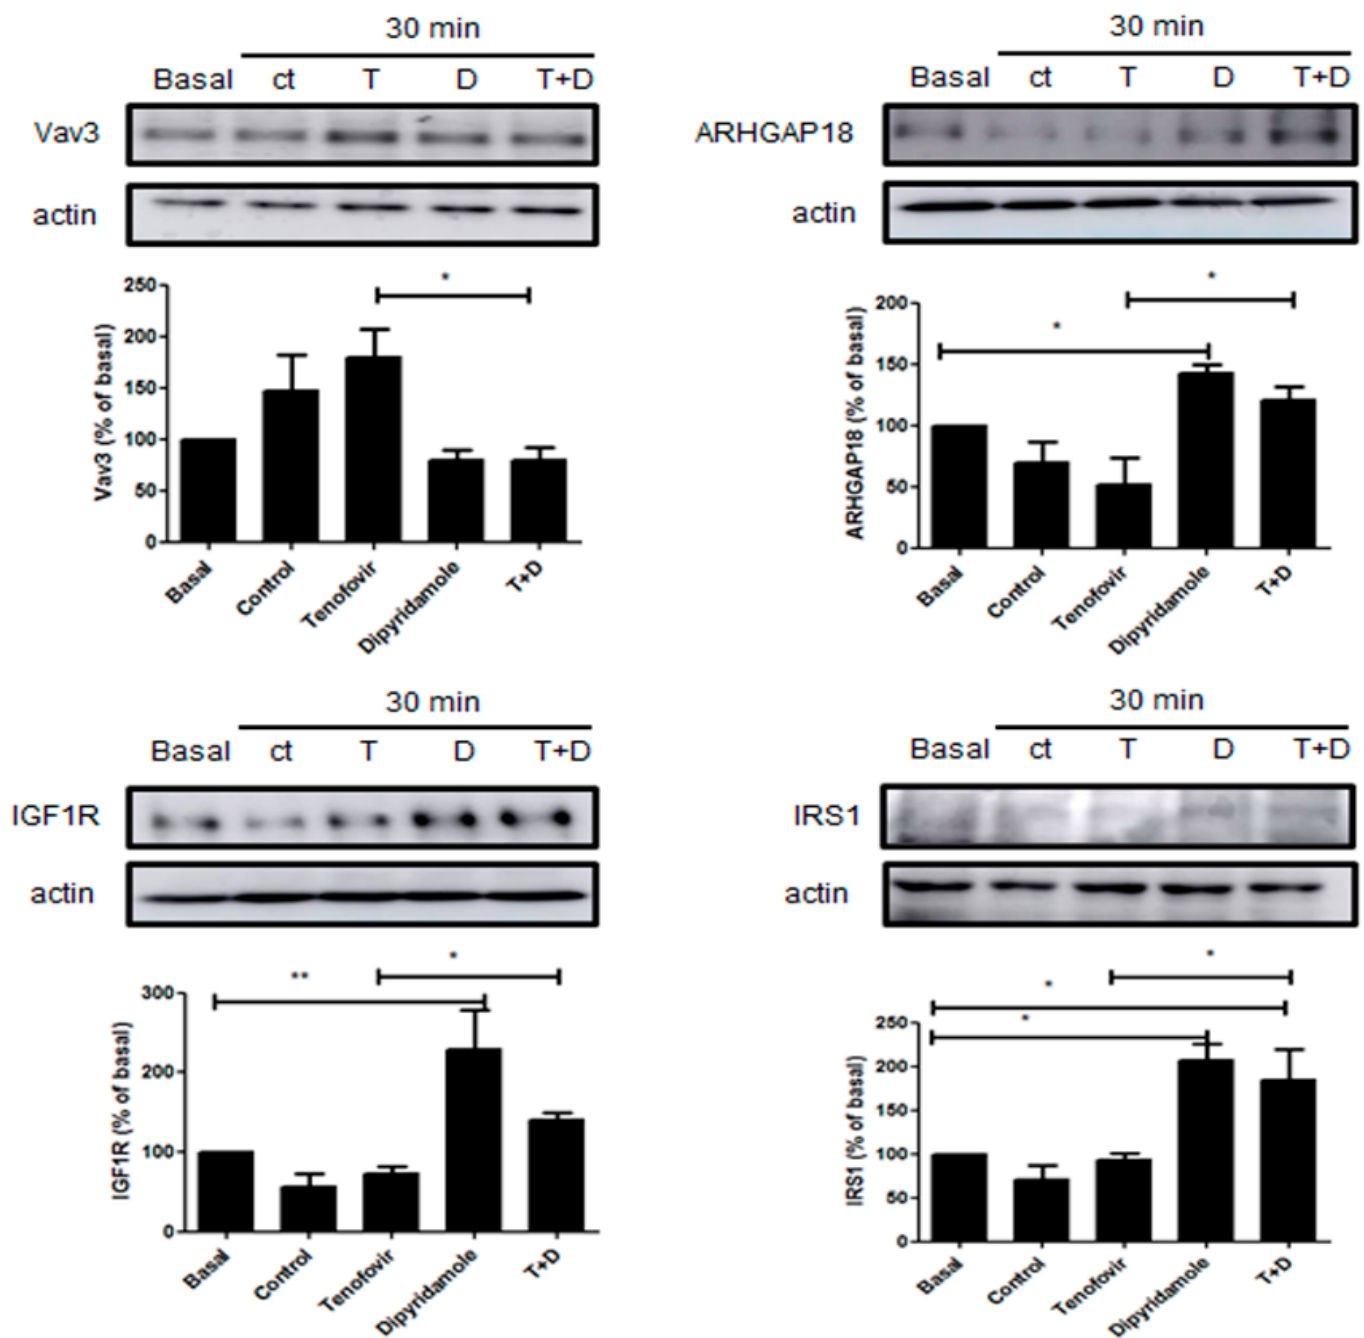 30 min
Basal ct T D T+D
Vav3
actin
*
Vav3 (% of basal)
250
200
150
100
50
0
Basal
Control
Tenofovir
Dipyridamole
T+D
30 min
Basal ct T D T+D
ARHGAP18
actin
*
*
ARHGAP18 (% of basal)
200
150
100
50
0
Basal
Control
Tenofovir
Dipyridamole
T+D
30 min
Basal ct T D T+D
IGF1R
actin
**
*
IGF1R (% of basal)
300
200
100
0
Basal
Control
Tenofovir
Dipyridamole
T+D
30 min
Basal ct T D T+D
IRS1
actin
*
*
*
IRS1 (% of basal)
250
200
150
100
50
0
Basal
Control
Tenofovir
Dipyridamole
T+D